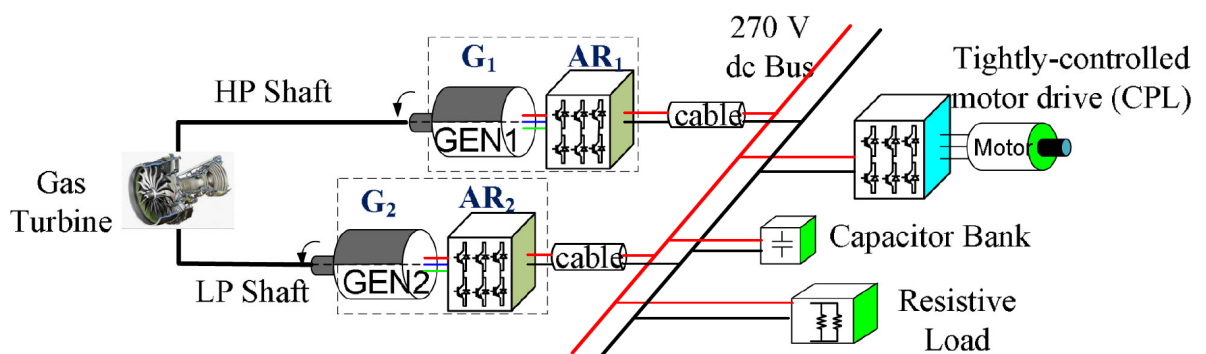 270 V
dc Bus
G1
AR1
HP Shaft
GEN1
cable
Tightly-controlled
motor drive (CPL)
Motor
Gas
Turbine
G2
AR2
LP Shaft
GEN2
cable
Capacitor Bank
Resistive
Load